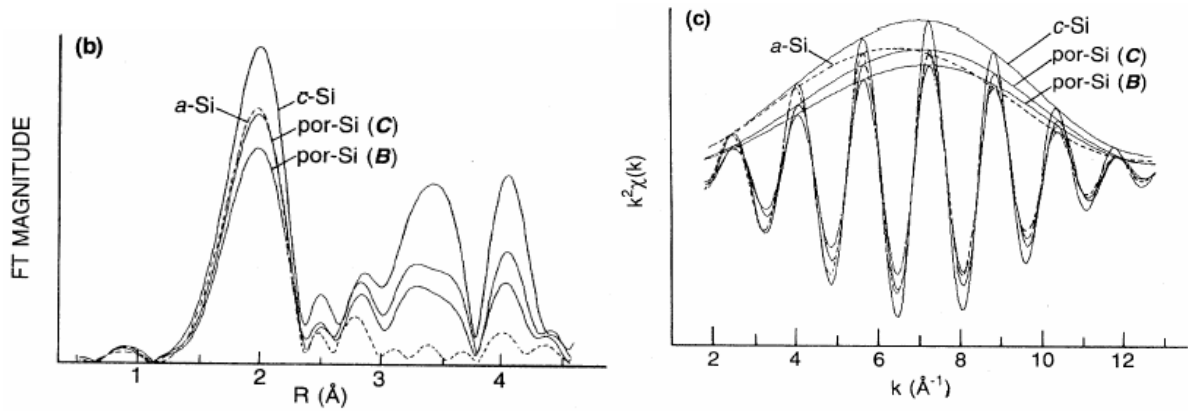 (b)
FT MAGNITUDE
a-Si
c-Si
por-Si (C)
por-Si (B)
1 2 3 4
R (Å)
(c)
a-Si
c-Si
por-Si (C)
por-Si (B)
k²χ(k)
2 4 6 8 10 12
k (Å⁻¹)